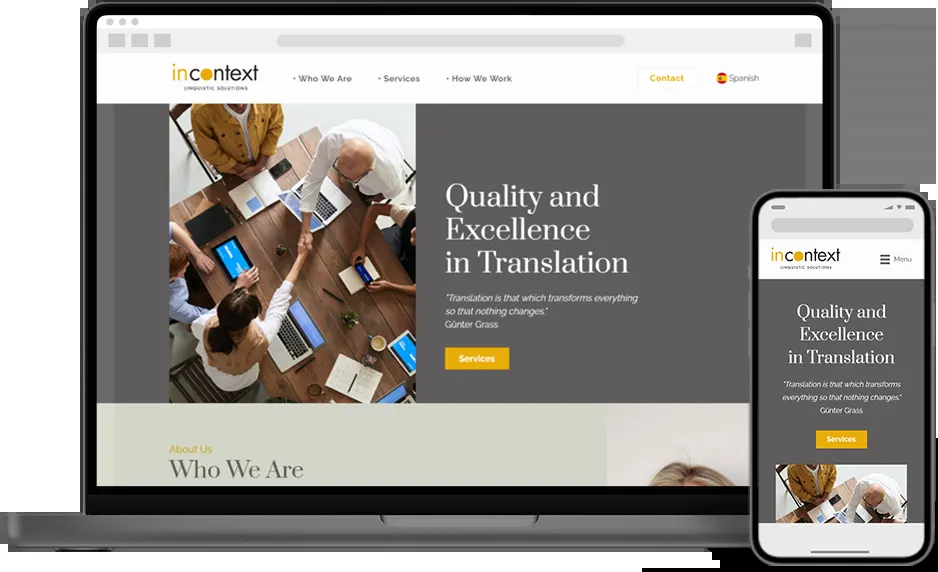 incontext
LINGUISTIC SOLUTIONS
• Who We Are
• Services
• How We Work
Contact
Spanish
Quality and
Excellence
in Translation
"Translation is that which transforms everything
so that nothing changes."
Günter Grass
Services
About Us
Who We Are
incontext
LINGUISTIC SOLUTIONS
Menu
Quality and
Excellence
in Translation
"Translation is that which transforms
everything so that nothing changes."
Günter Grass
Services